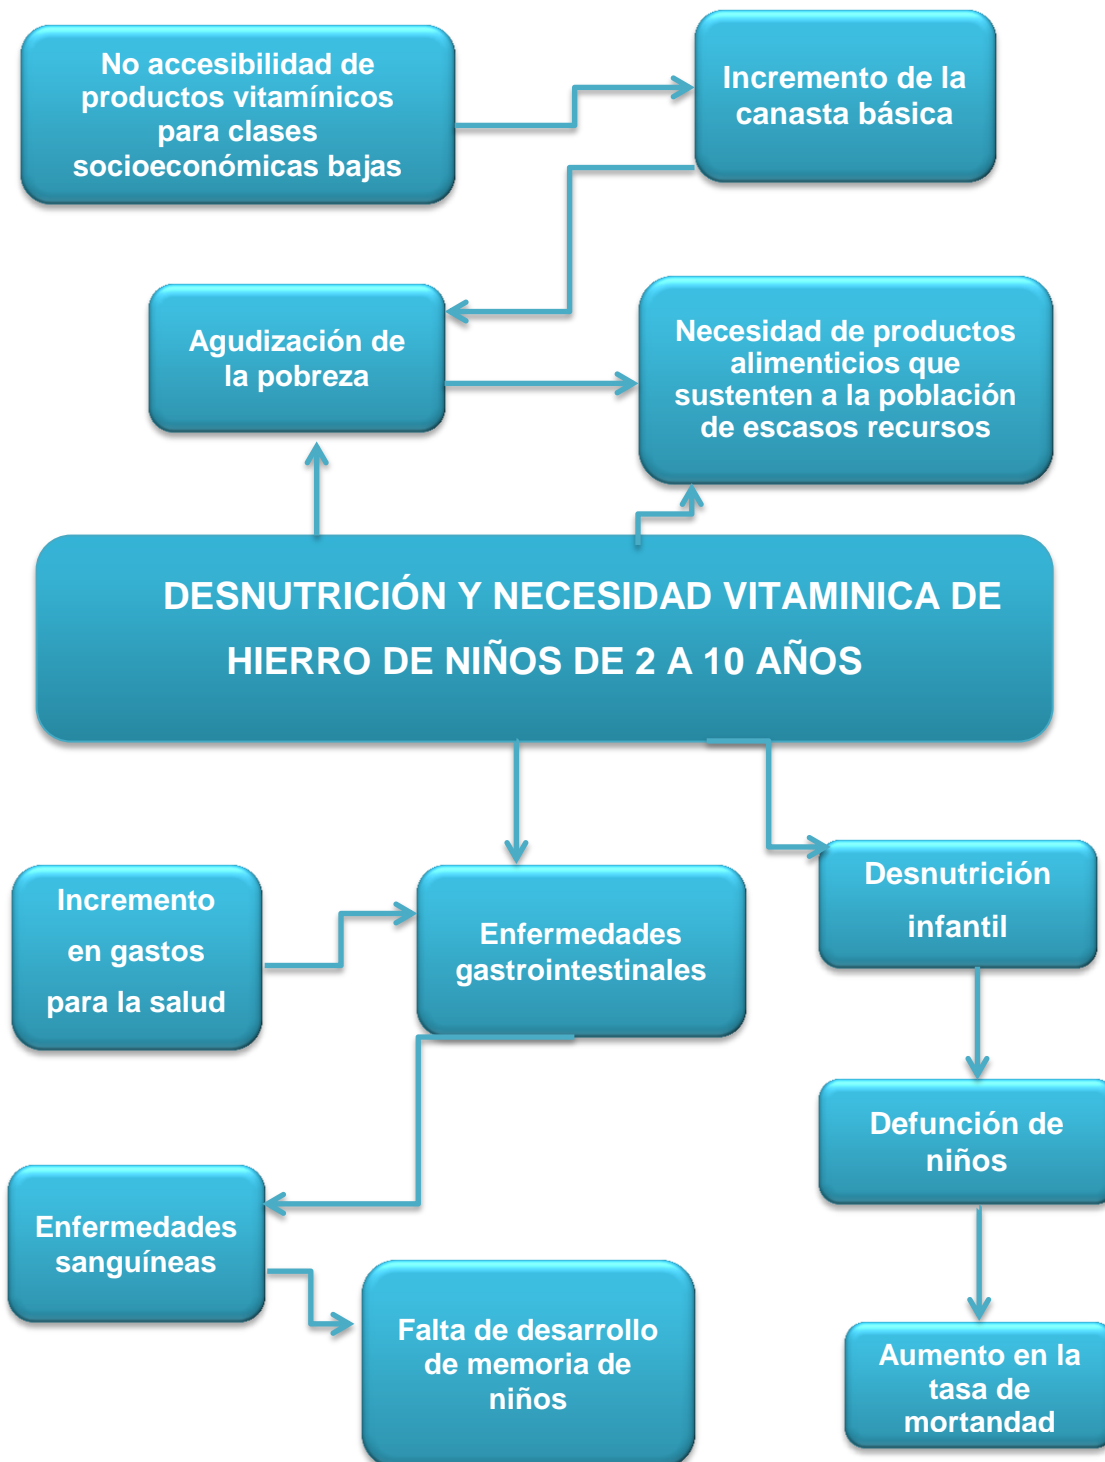 No accesibilidad de
productos vitamínicos
para clases
socioeconómicas bajas
Incremento de la
canasta básica
Agudización de
la pobreza
Necesidad de productos
alimenticios que
sustenten a la población
de escasos recursos
DESNUTRICIÓN Y NECESIDAD VITAMINICA DE
HIERRO DE NIÑOS DE 2 A 10 AÑOS
Incremento
en gastos
para la salud
Enfermedades
gastrointestinales
Desnutrición
infantil
Defunción de
niños
Enfermedades
sanguíneas
Falta de desarrollo
de memoria de
niños
Aumento en la
tasa de
mortandad